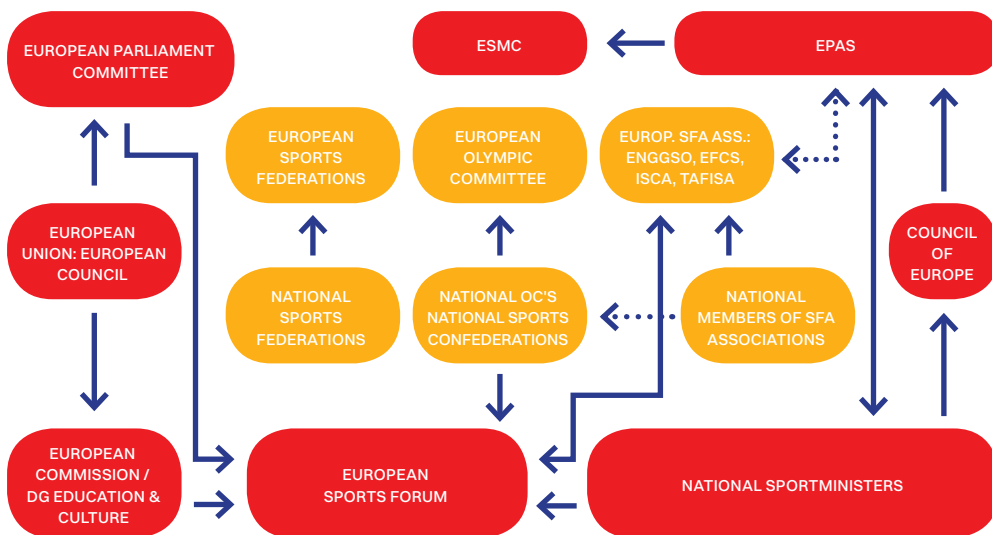 EUROPEAN PARLIAMENT
COMMITTEE
ESMC
EPAS
EUROPEAN
SPORTS
FEDERATIONS
EUROPEAN
OLYMPIC
COMMITTEE
EUROP. SFA ASS.:
ENGGSO, EFCS,
ISCA, TAFISA
EUROPEAN
UNION: EUROPEAN
COUNCIL
COUNCIL
OF
EUROPE
NATIONAL
SPORTS
FEDERATIONS
NATIONAL OC'S
NATIONAL SPORTS
CONFEDERATIONS
NATIONAL
MEMBERS OF SFA
ASSOCIATIONS
EUROPEAN
COMMISSION /
DG EDUCATION &
CULTURE
EUROPEAN
SPORTS FORUM
NATIONAL SPORTMINISTERS